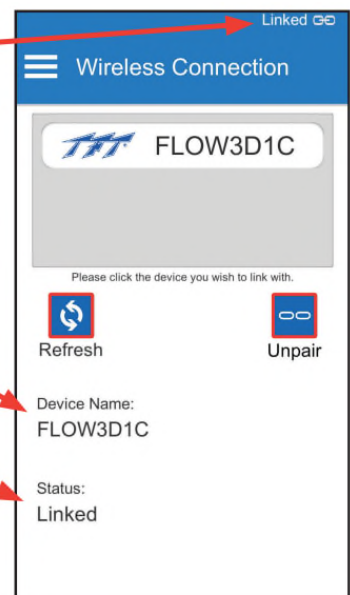 Linked
Wireless Connection
TFT FLOW3D1C
Please click the device you wish to link with.
Refresh
Unpair
Device Name:
FLOW3D1C
Status:
Linked